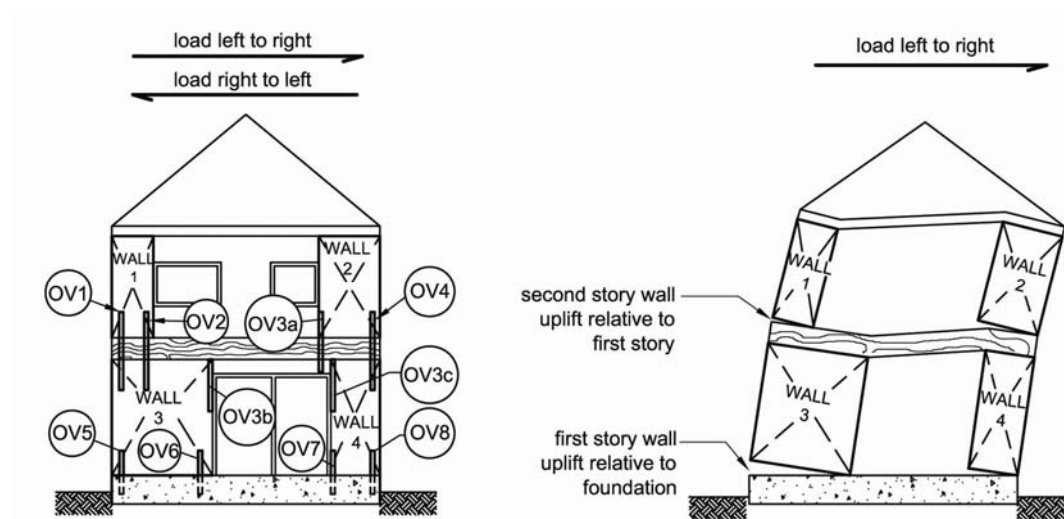 load left to right
load right to left
load left to right
WALL
1
WALL
2
OV1
OV2
OV3a
OV4
WALL
3
OV3b
OV3c
WALL
4
OV5
OV6
OV7
OV8
WALL
1
WALL
2
second story wall
uplift relative to
first story
WALL
3
WALL
4
first story wall
uplift relative to
foundation